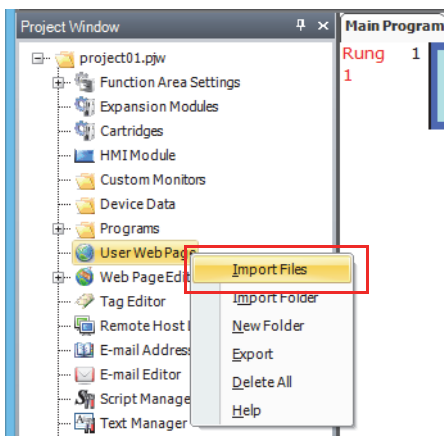 Project Window
Main Program
project01.pjw
Rung 1
1
Function Area Settings
Expansion Modules
Cartridges
HMI Module
Custom Monitors
Device Data
Programs
User Web Page
Web Page Edit
Import Files
Tag Editor
Import Folder
Remote Host
New Folder
E-mail Address
Export
E-mail Editor
Delete All
Script Manage
Help
Text Manager